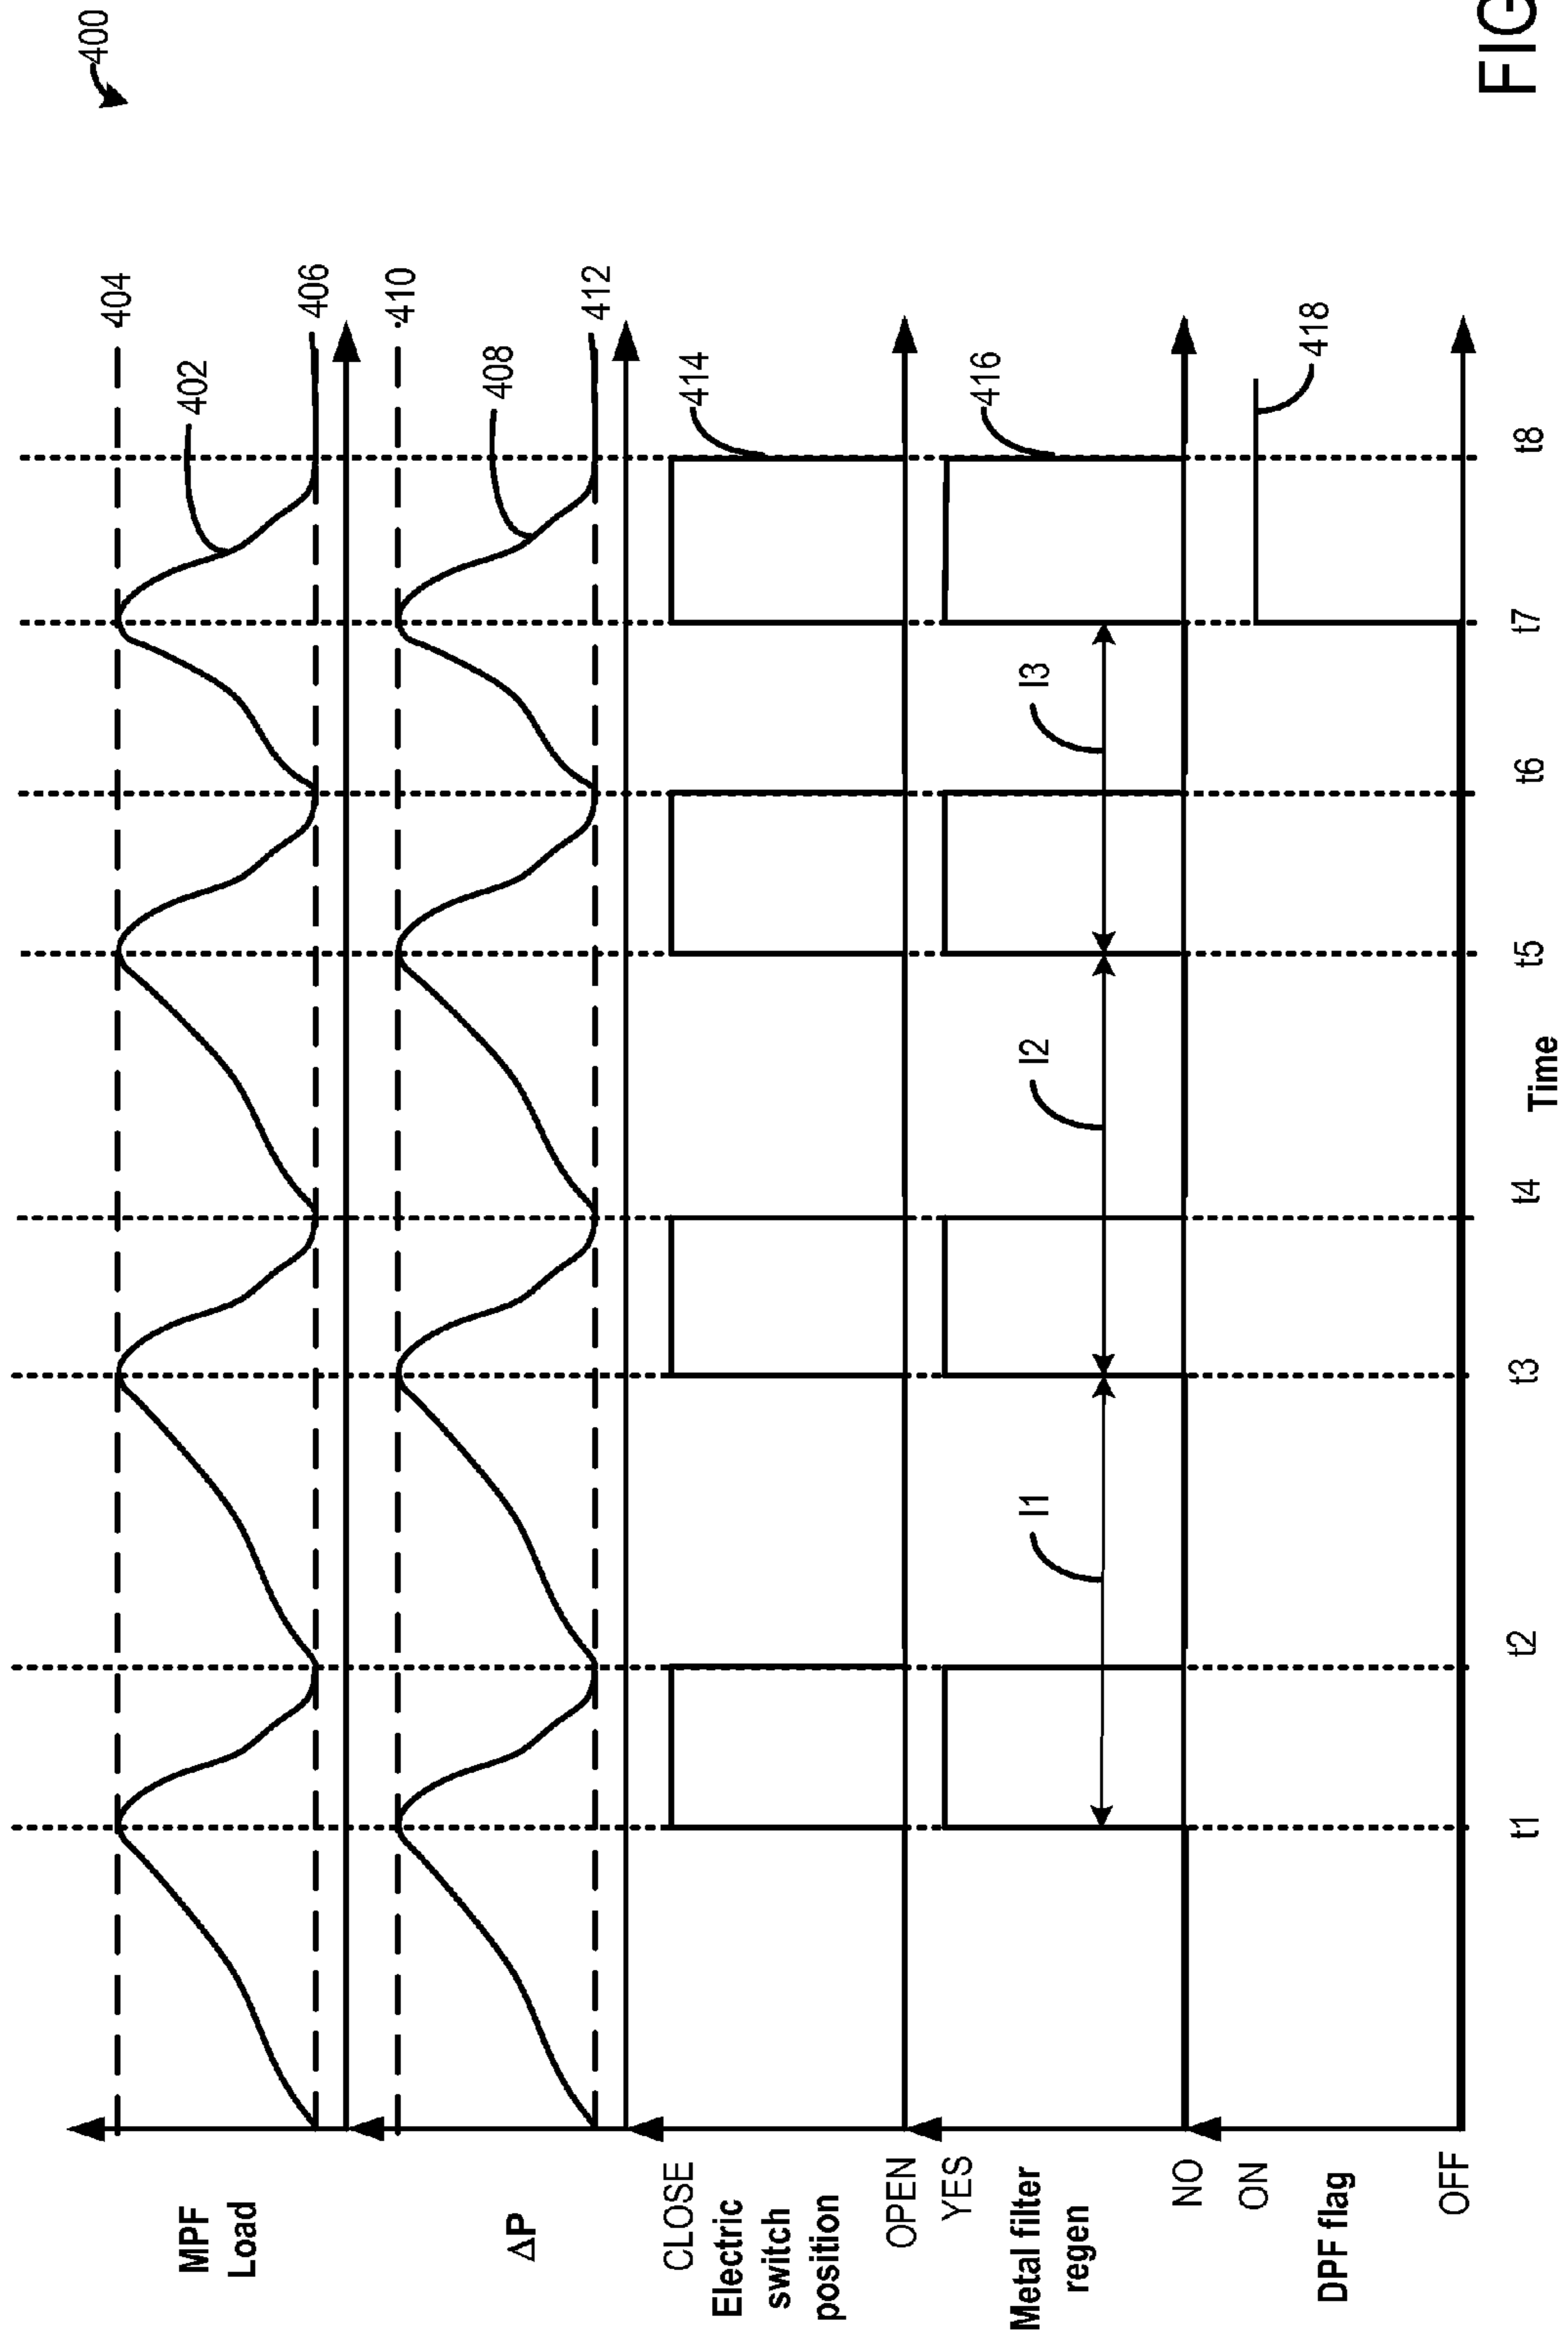 400
404
402
MPF
Load
406
410
408
ΔP
412
CLOSE
Electric
switch
position
OPEN
414
YES
Metal filter
regen
NO
416
I1
I2
I3
ON
DPF flag
OFF
418
t1
t2
t3
t4
t5
t6
t7
t8
Time
FIG